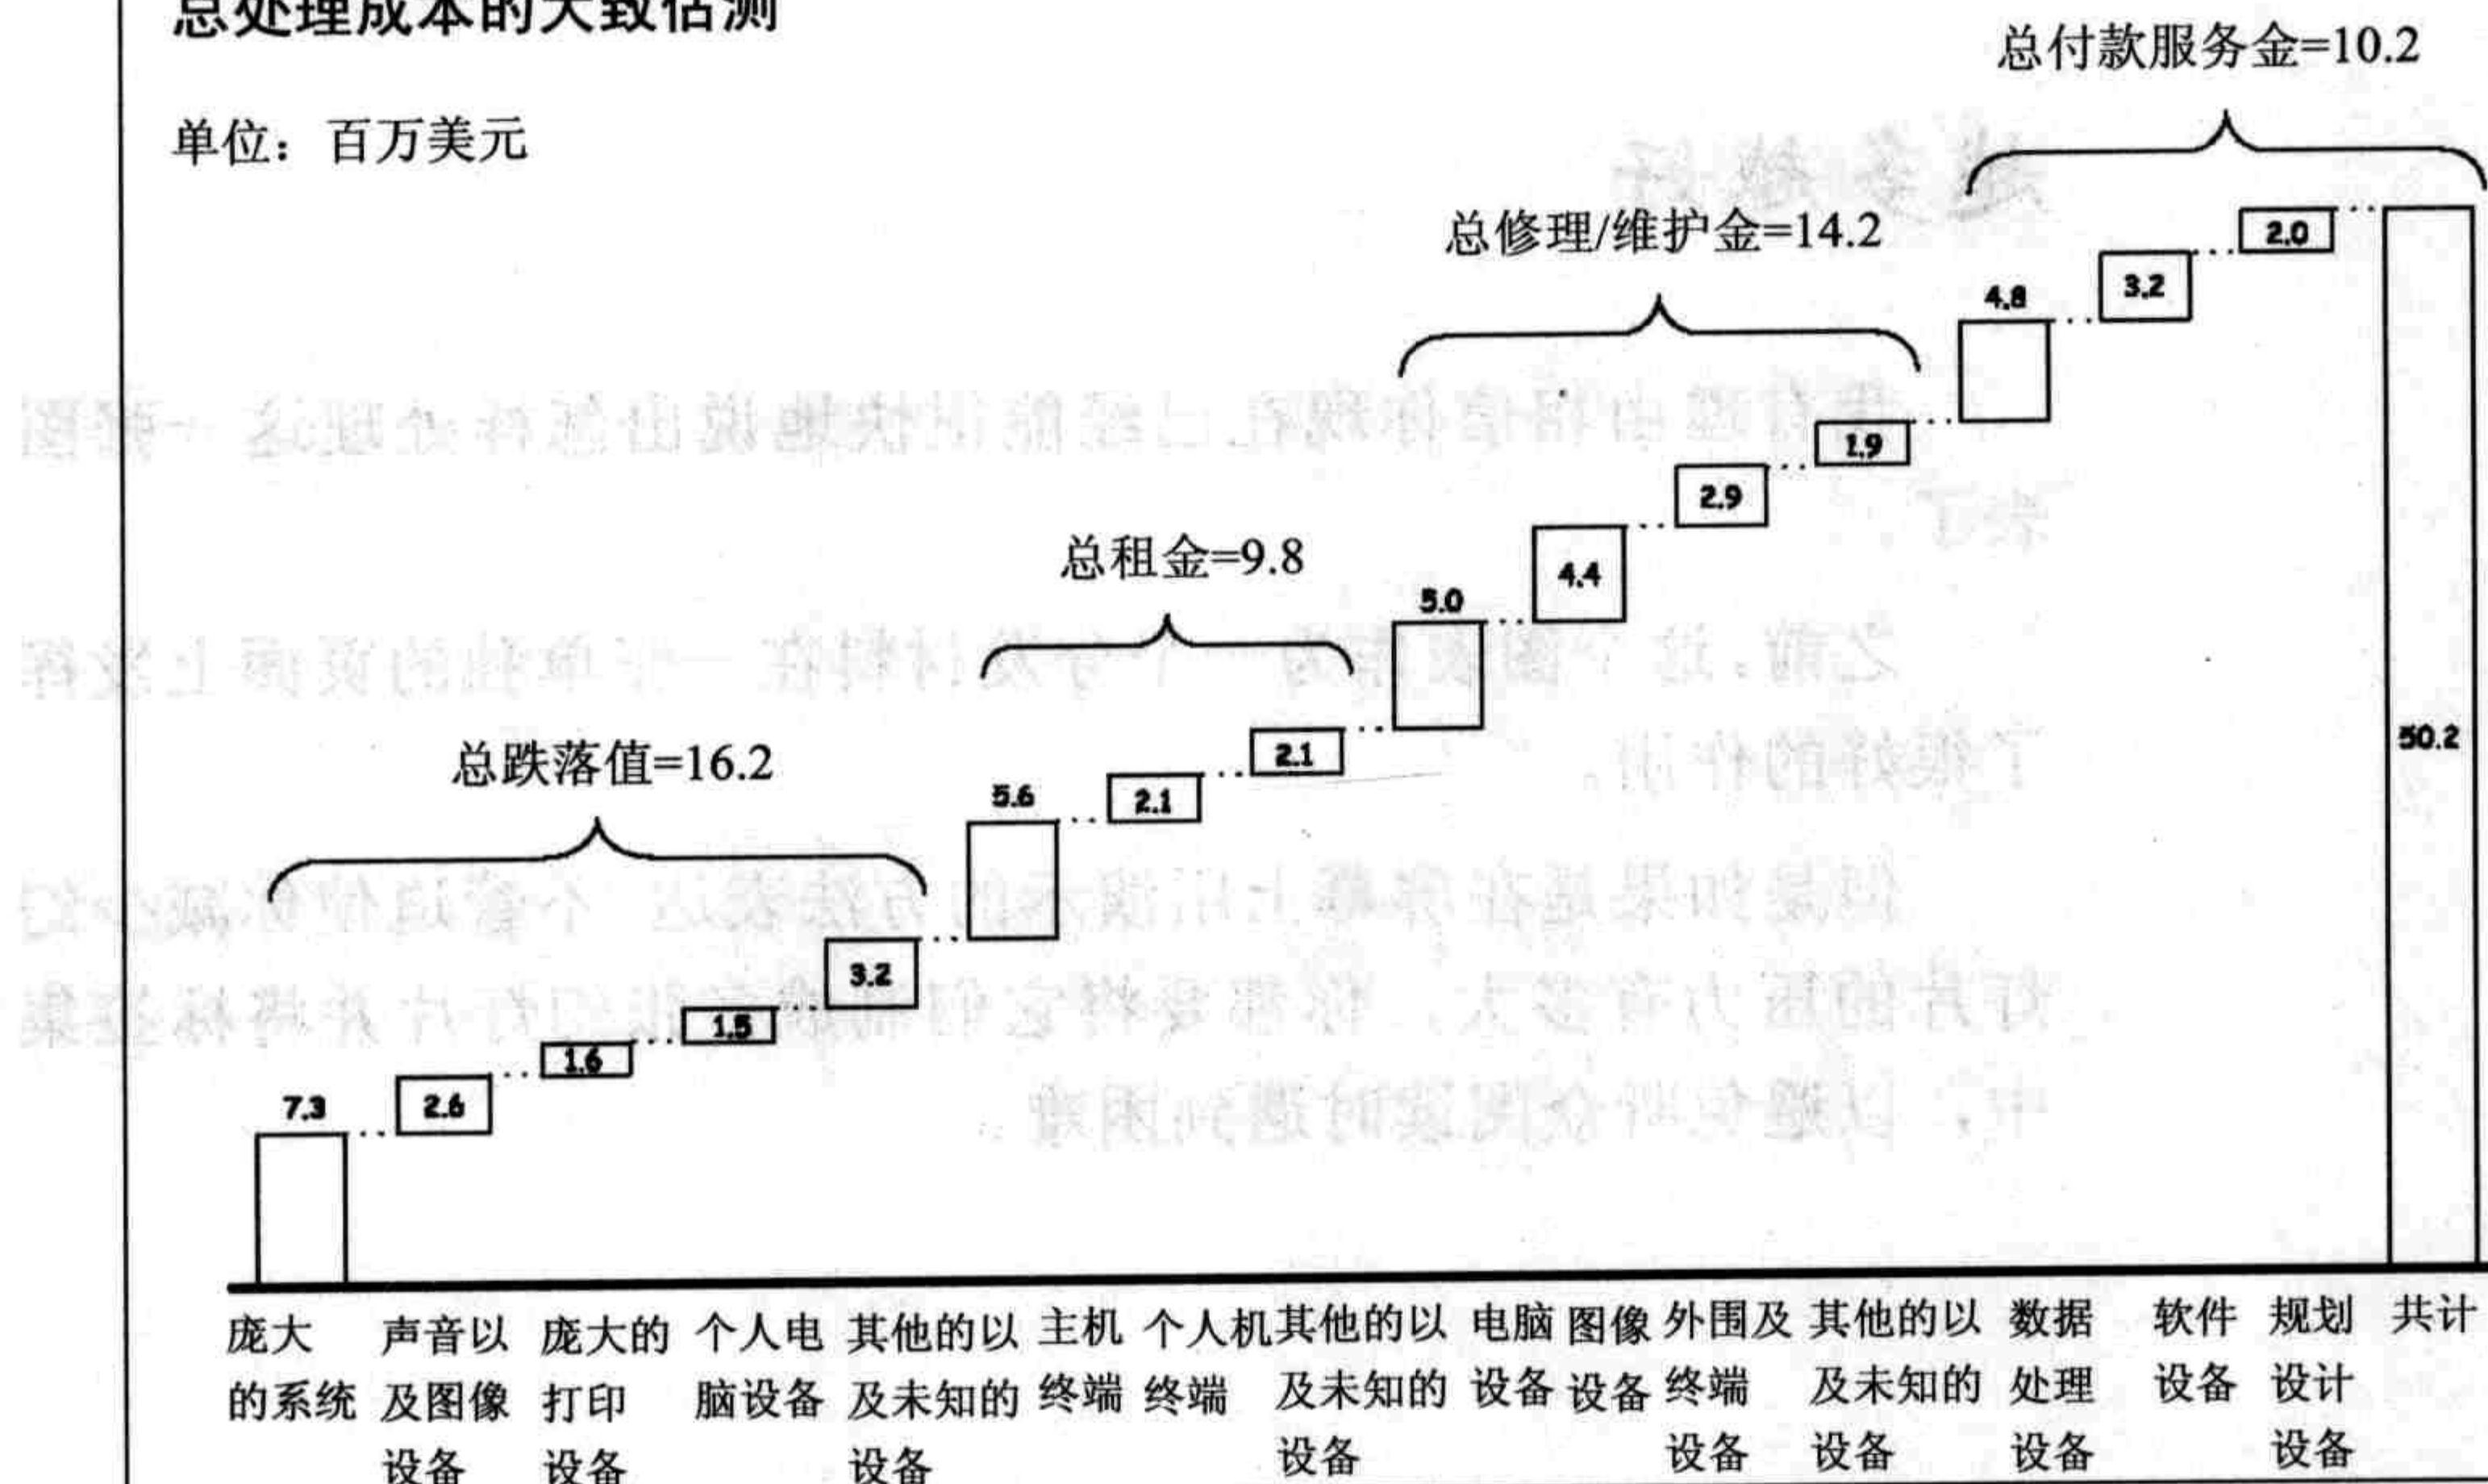 总处理成本的大致估测
单位：百万美元
总付款服务金=10.2
总修理/维护金=14.2
总租金=9.8
总跌落值=16.2
7.3
2.6
1.6
1.5
3.2
5.6
2.1
2.1
5.0
4.4
2.9
1.9
4.8
3.2
2.0
50.2
庞大
的系统
声音以
及图像
设备
庞大的
打印
设备
个人电
脑设备
其他的以
及未知的
设备
主机
终端
个人机
终端
其他的以
及未知的
设备
电脑
设备
图像
设备
外围及
终端
设备
其他的以
及未知的
设备
数据
处理
设备
软件
设备
规划
设计
设备
共计